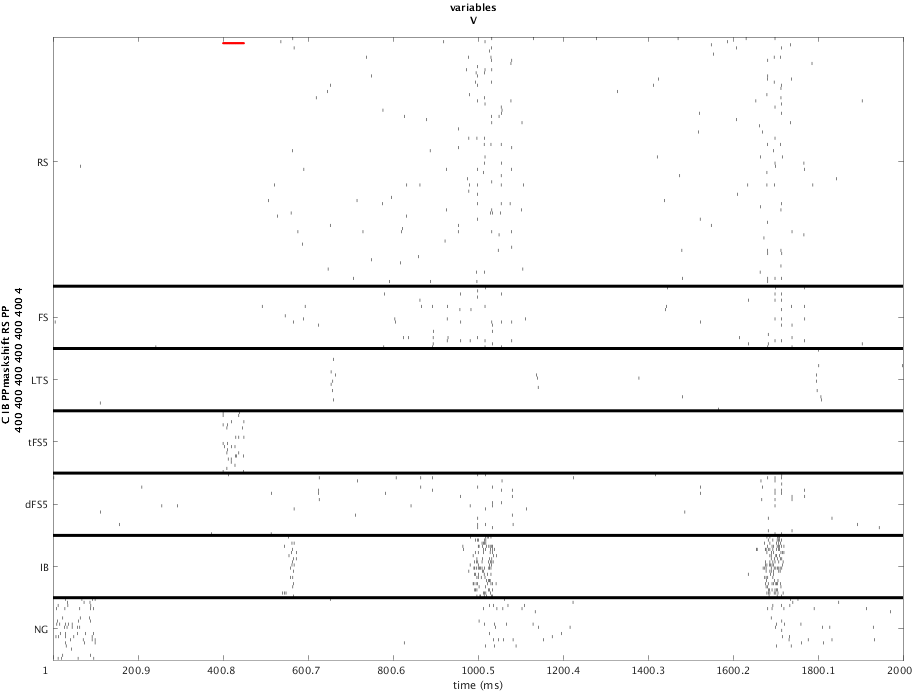 variables
V
RS
FS
LTS
tFS5
dFS5
IB
NG
C IB PPmaskshift RS PP
400 400 400 400 400 400 400 4
1 200.9 400.8 600.7 800.6 1000.5 1200.4 1400.3 1600.2 1800.1 2000
time (ms)